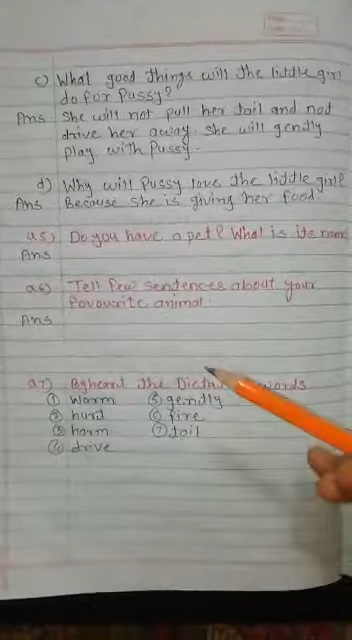 c) What good things will the little girl
do for Pussy?
Ans She will not pull her tail and not
drive her away. she will gently
play with Pussy.
d) Why will Pussy love the little girl?
Ans Because she is giving her food.
Q5) Do you have a pet? What is its name
Ans
Q6) Tell few sentences about your
Favourite animal.
Ans
Q7) Byheart the words
① warm ⑤ gently
② hurt ⑥ fire
③ harm ⑦ tail
④ drive